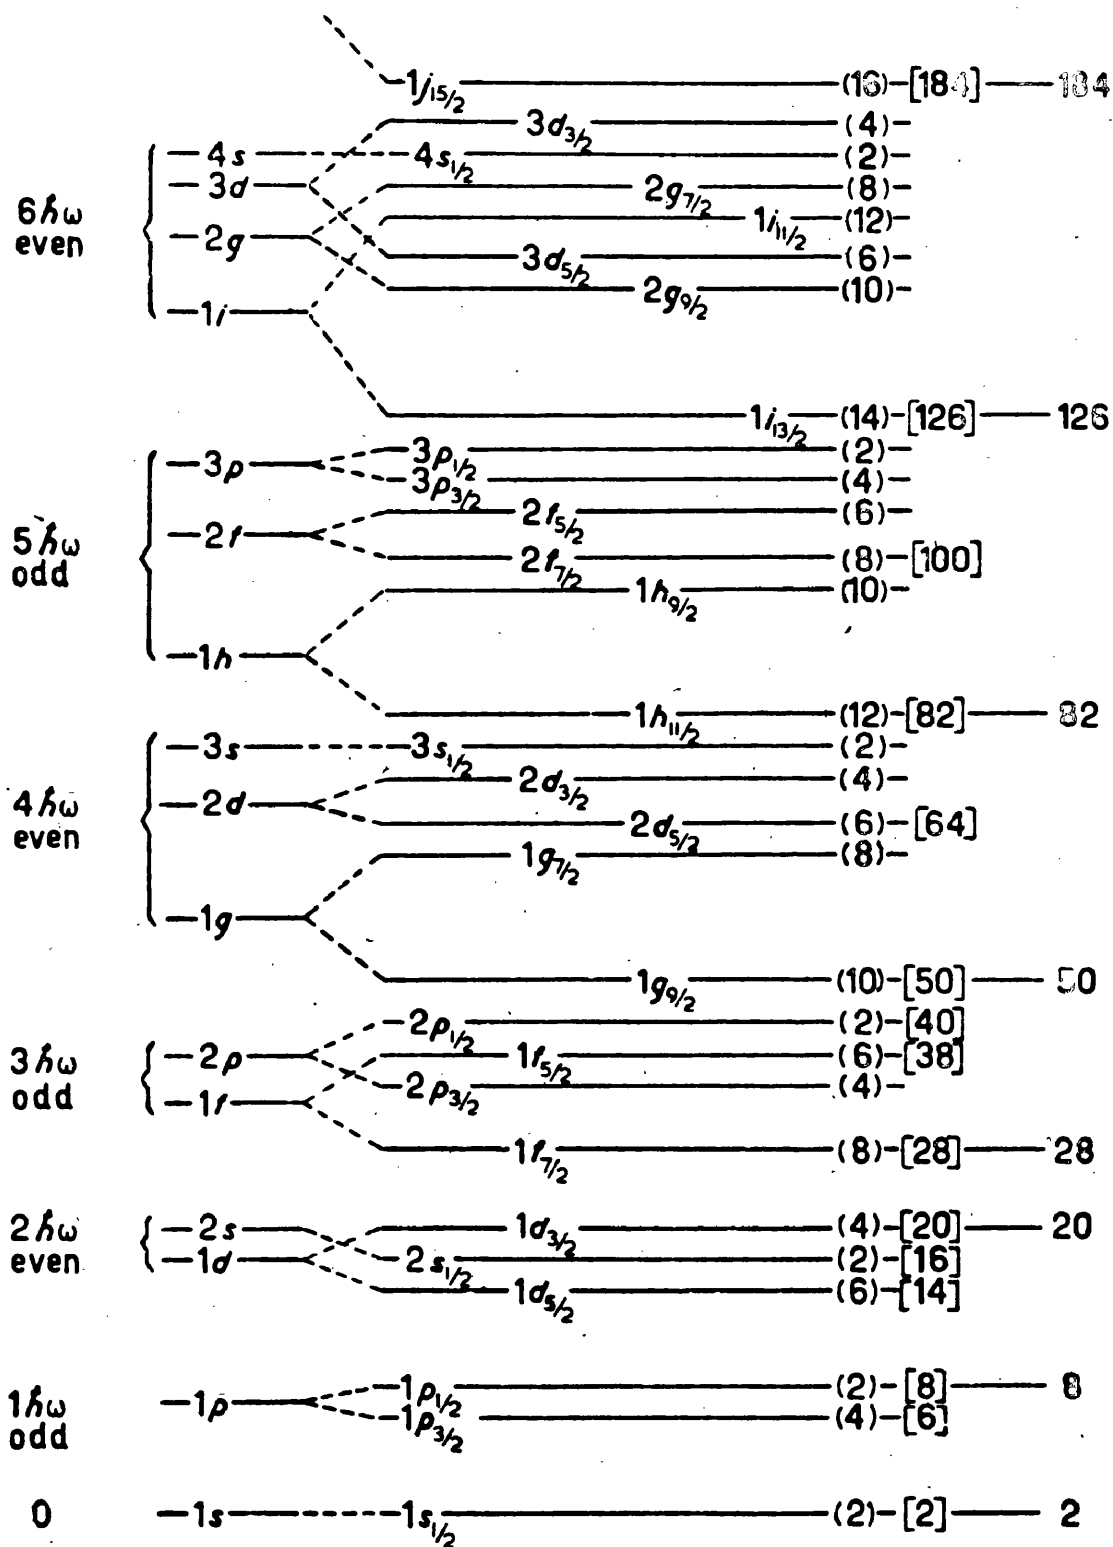 1j15/2 (16) [184] 184
3d3/2 (4)
4s 4s1/2 (2)
3d 2g7/2 (8)
6ħω even
1i11/2 (12)
2g
3d5/2 (6)
2g9/2 (10)
1i
1i13/2 (14) [126] 126
3p1/2 (2)
3p
3p3/2 (4)
2f5/2 (6)
5ħω odd
2f
2f7/2 (8) [100]
1h9/2 (10)
1h
1h11/2 (12) [82] 82
3s 3s1/2 (2)
2d3/2 (4)
4ħω even
2d
2d5/2 (6) [64]
1g7/2 (8)
1g
1g9/2 (10) [50] 50
2p1/2 (2) [40]
3ħω odd
2p 1f5/2 (6) [38]
2p3/2 (4)
1f
1f7/2 (8) [28] 28
2ħω even
2s 1d3/2 (4) [20] 20
1d 2s1/2 (2) [16]
1d5/2 (6) [14]
1p1/2 (2) [8] 8
1ħω odd
1p
1p3/2 (4) [6]
0 1s 1s1/2 (2) [2] 2